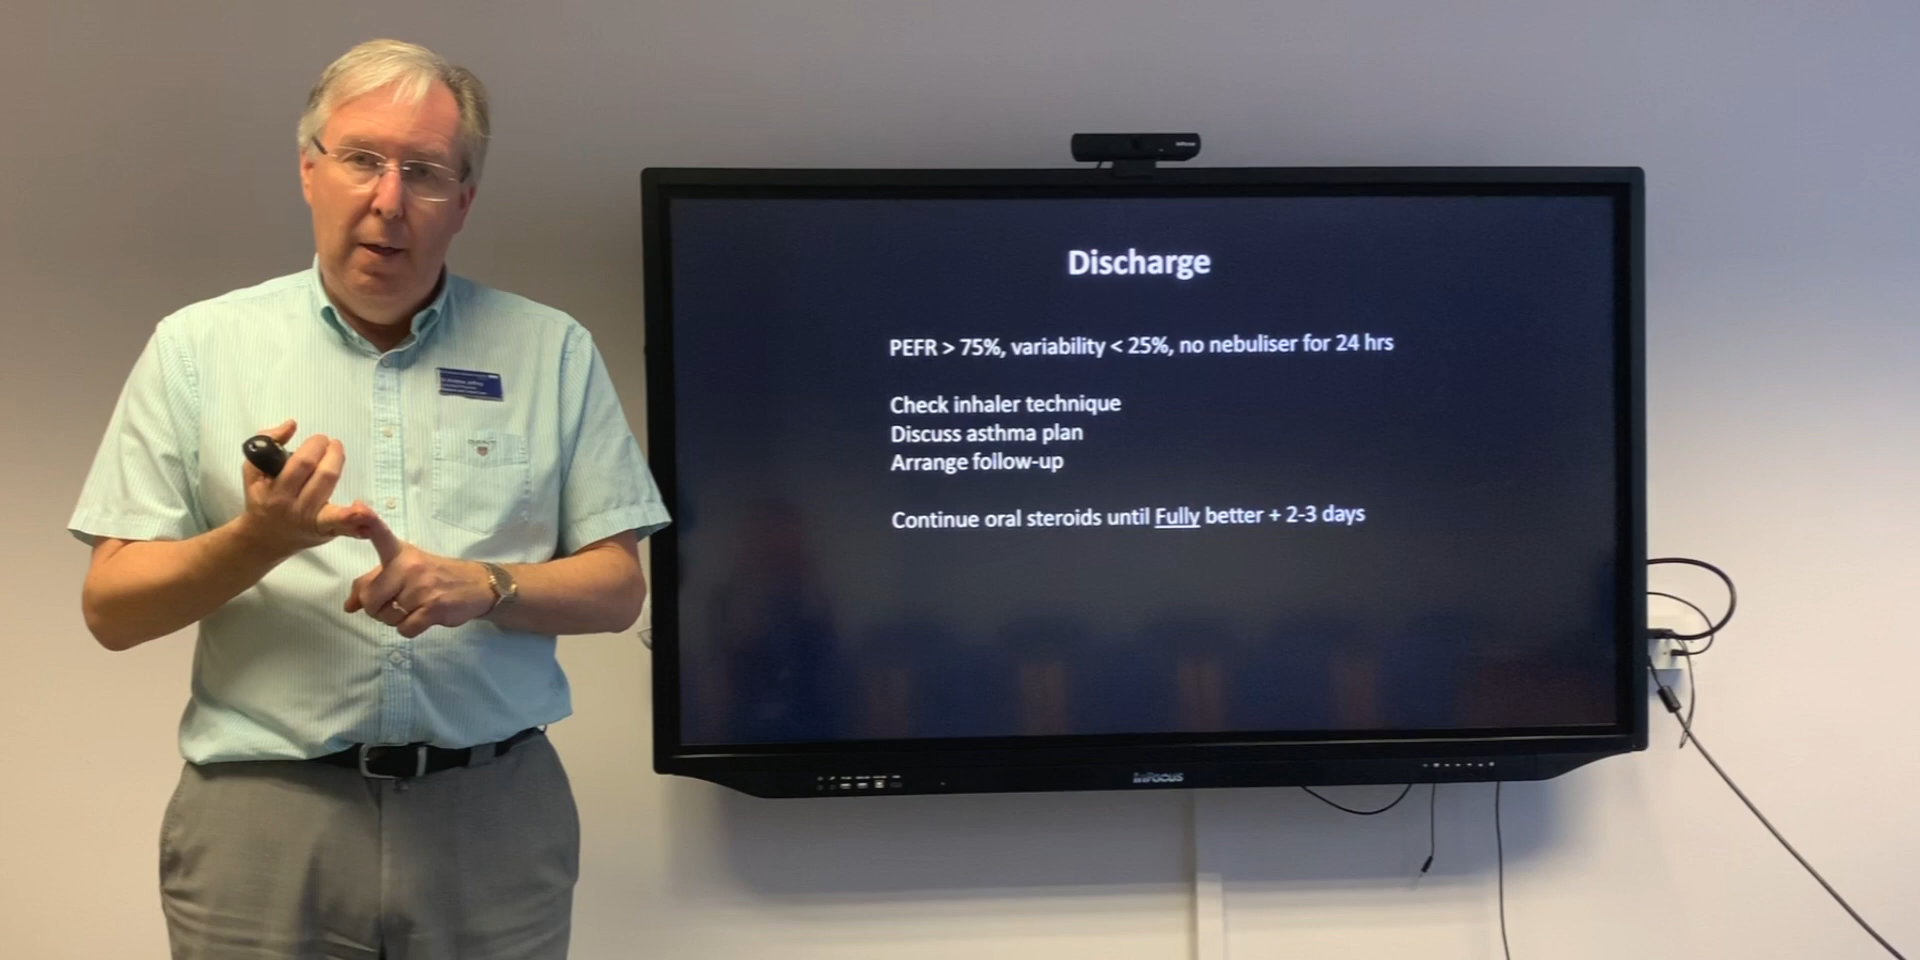 Discharge
PEFR > 75%, variability < 25%, no nebuliser for 24 hrs
Check inhaler technique
Discuss asthma plan
Arrange follow-up
Continue oral steroids until Fully better + 2-3 days
InFocus